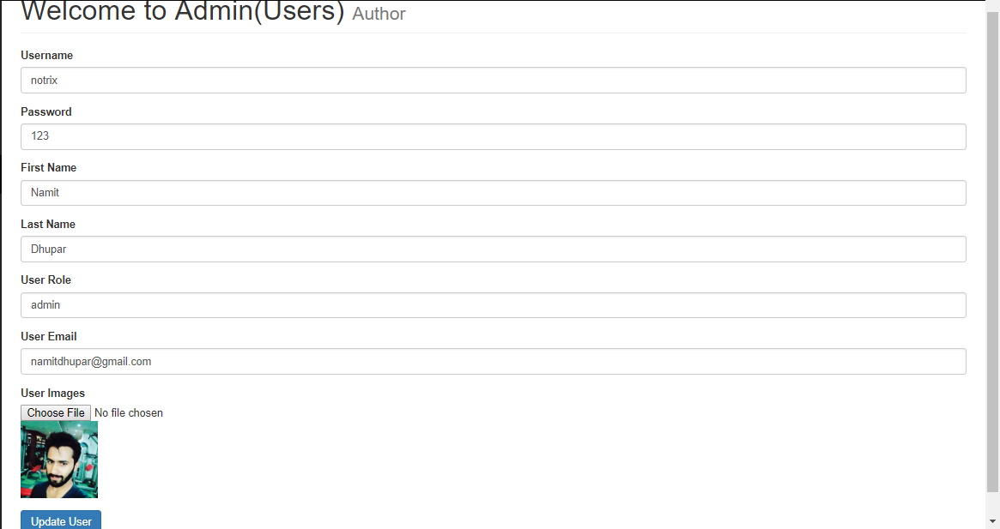 Welcome to Admin(Users) Author
Username
notrix
Password
123
First Name
Namit
Last Name
Dhupar
User Role
admin
User Email
namitdhupar@gmail.com
User Images
Choose File No file chosen
Update User